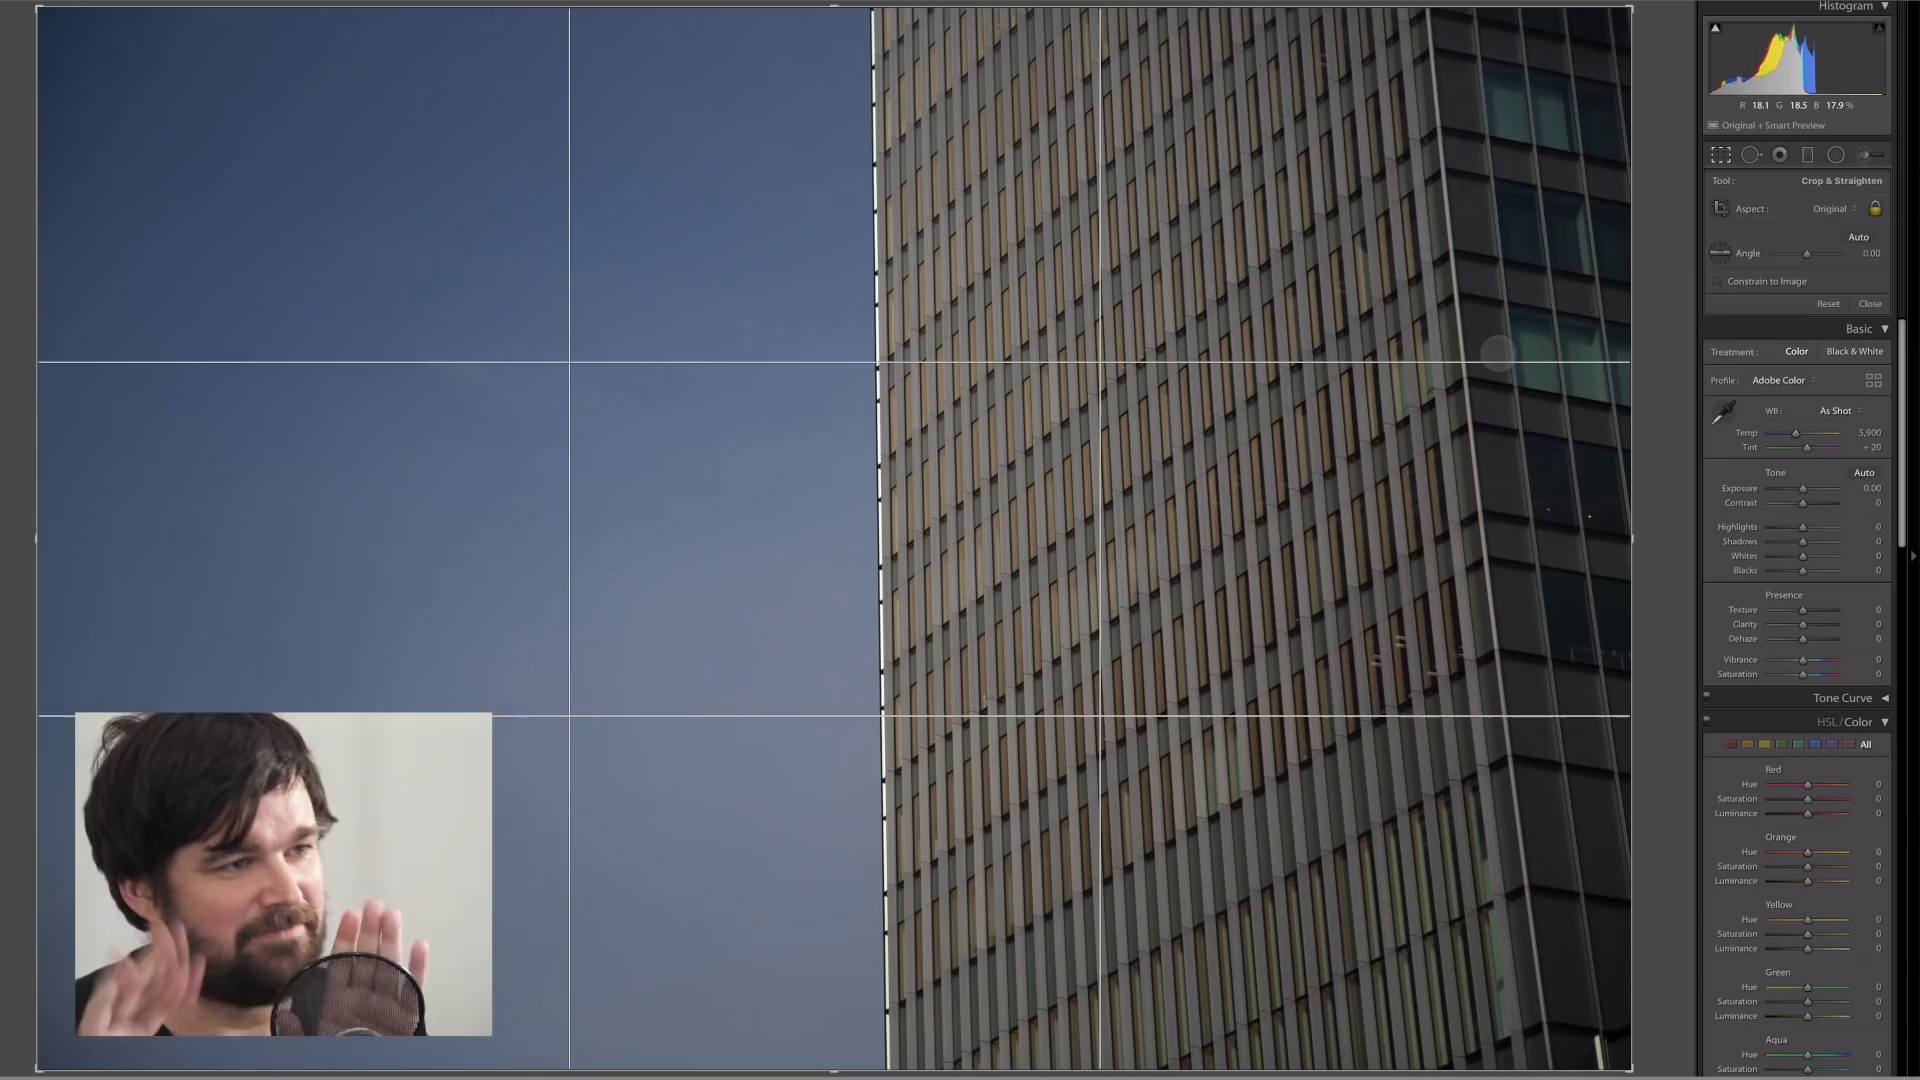 Histogram
R 18.1 G 18.5 B 17.9 %
Original + Smart Preview
Tool : Crop & Straighten
Aspect : Original
Auto
Angle 0.00
Constrain to Image
Reset Close
Basic
Treatment : Color Black & White
Profile : Adobe Color
WB : As Shot
Temp 5,900
Tint + 20
Tone Auto
Exposure 0.00
Contrast 0
Highlights 0
Shadows 0
Whites 0
Blacks 0
Presence
Texture 0
Clarity 0
Dehaze 0
Vibrance 0
Saturation 0
Tone Curve
HSL / Color
All
Red
Hue 0
Saturation 0
Luminance 0
Orange
Hue 0
Saturation 0
Luminance 0
Yellow
Hue 0
Saturation 0
Luminance 0
Green
Hue 0
Saturation 0
Luminance 0
Aqua
Hue 0
Saturation 0